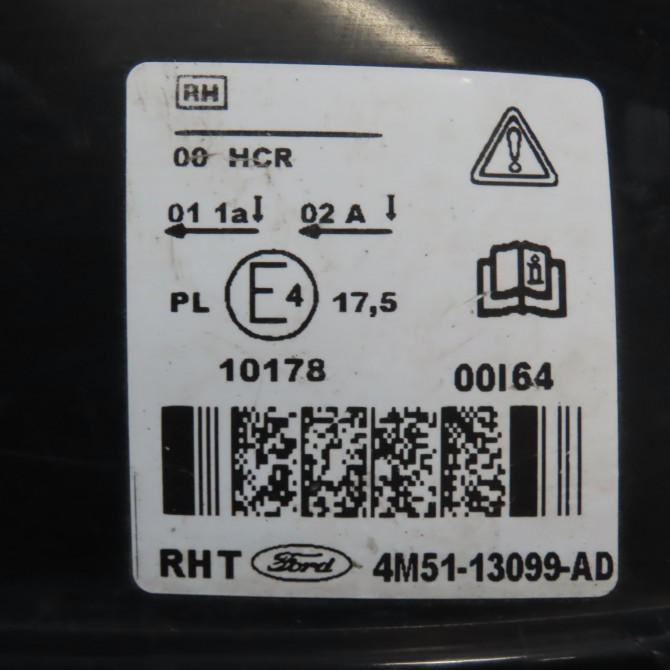 RH
00 HCR
01 1a 02 A
PL E4 17,5
10178 00I64
RHT Ford 4M51-13099-AD